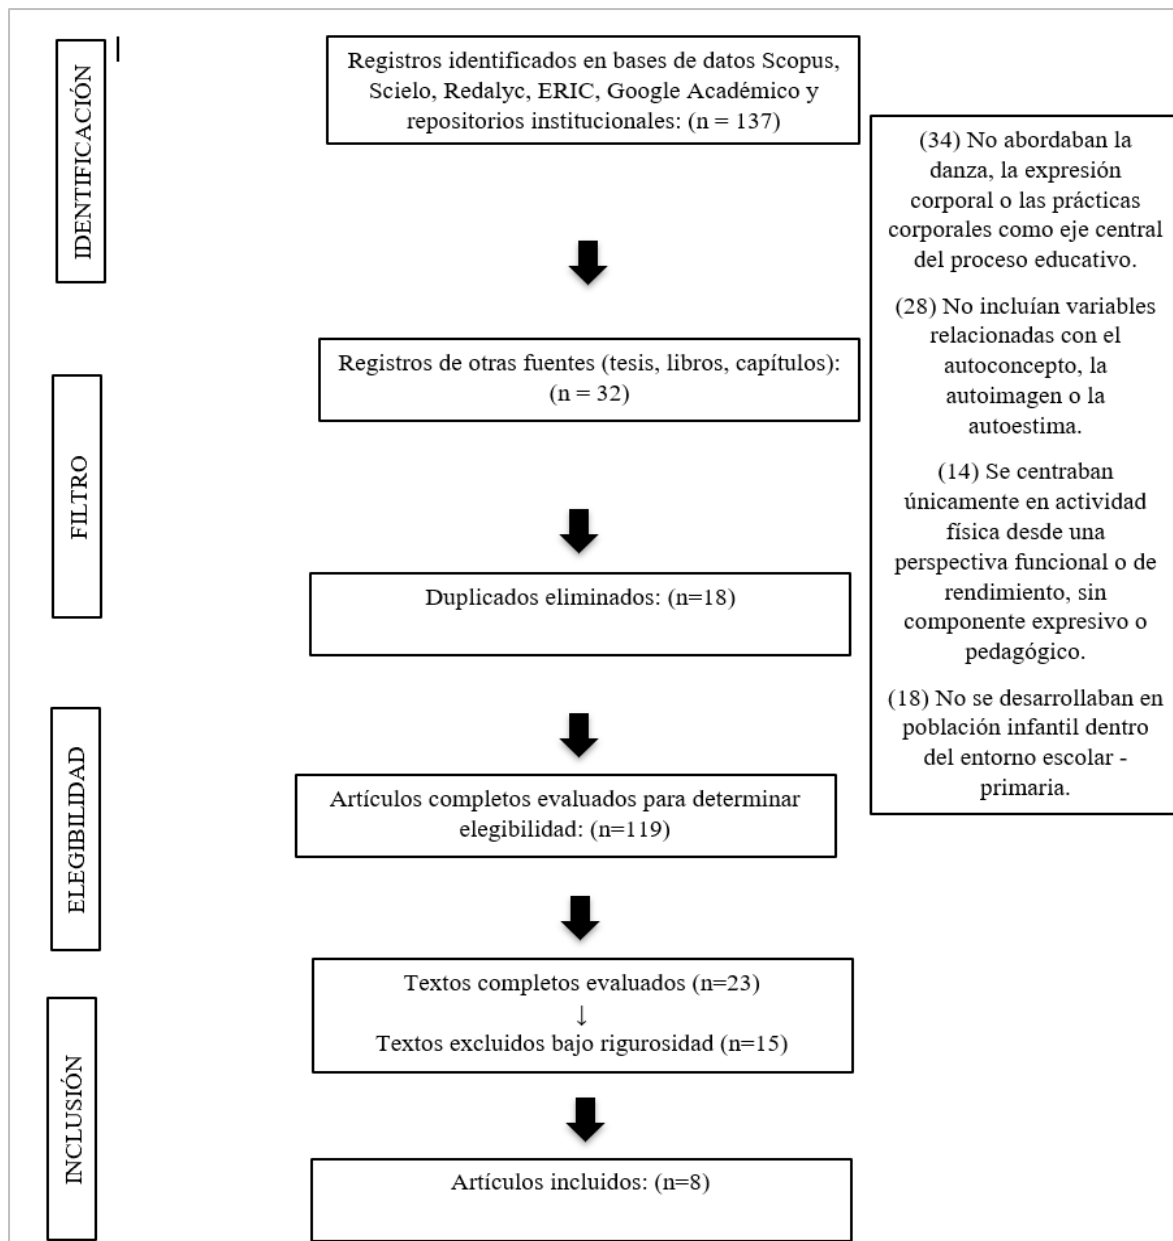 IDENTIFICACIÓN
Registros identificados en bases de datos Scopus,
Scielo, Redalyc, ERIC, Google Académico y
repositorios institucionales: (n = 137)
Registros de otras fuentes (tesis, libros, capítulos):
(n = 32)
FILTRO
Duplicados eliminados: (n=18)
ELEGIBILIDAD
Artículos completos evaluados para determinar
elegibilidad: (n=119)
INCLUSIÓN
Textos completos evaluados (n=23)
↓
Textos excluidos bajo rigurosidad (n=15)
Artículos incluidos: (n=8)
(34) No abordaban la
danza, la expresión
corporal o las prácticas
corporales como eje central
del proceso educativo.
(28) No incluían variables
relacionadas con el
autoconcepto, la
autoimagen o la
autoestima.
(14) Se centraban
únicamente en actividad
física desde una
perspectiva funcional o de
rendimiento, sin
componente expresivo o
pedagógico.
(18) No se desarrollaban en
población infantil dentro
del entorno escolar -
primaria.